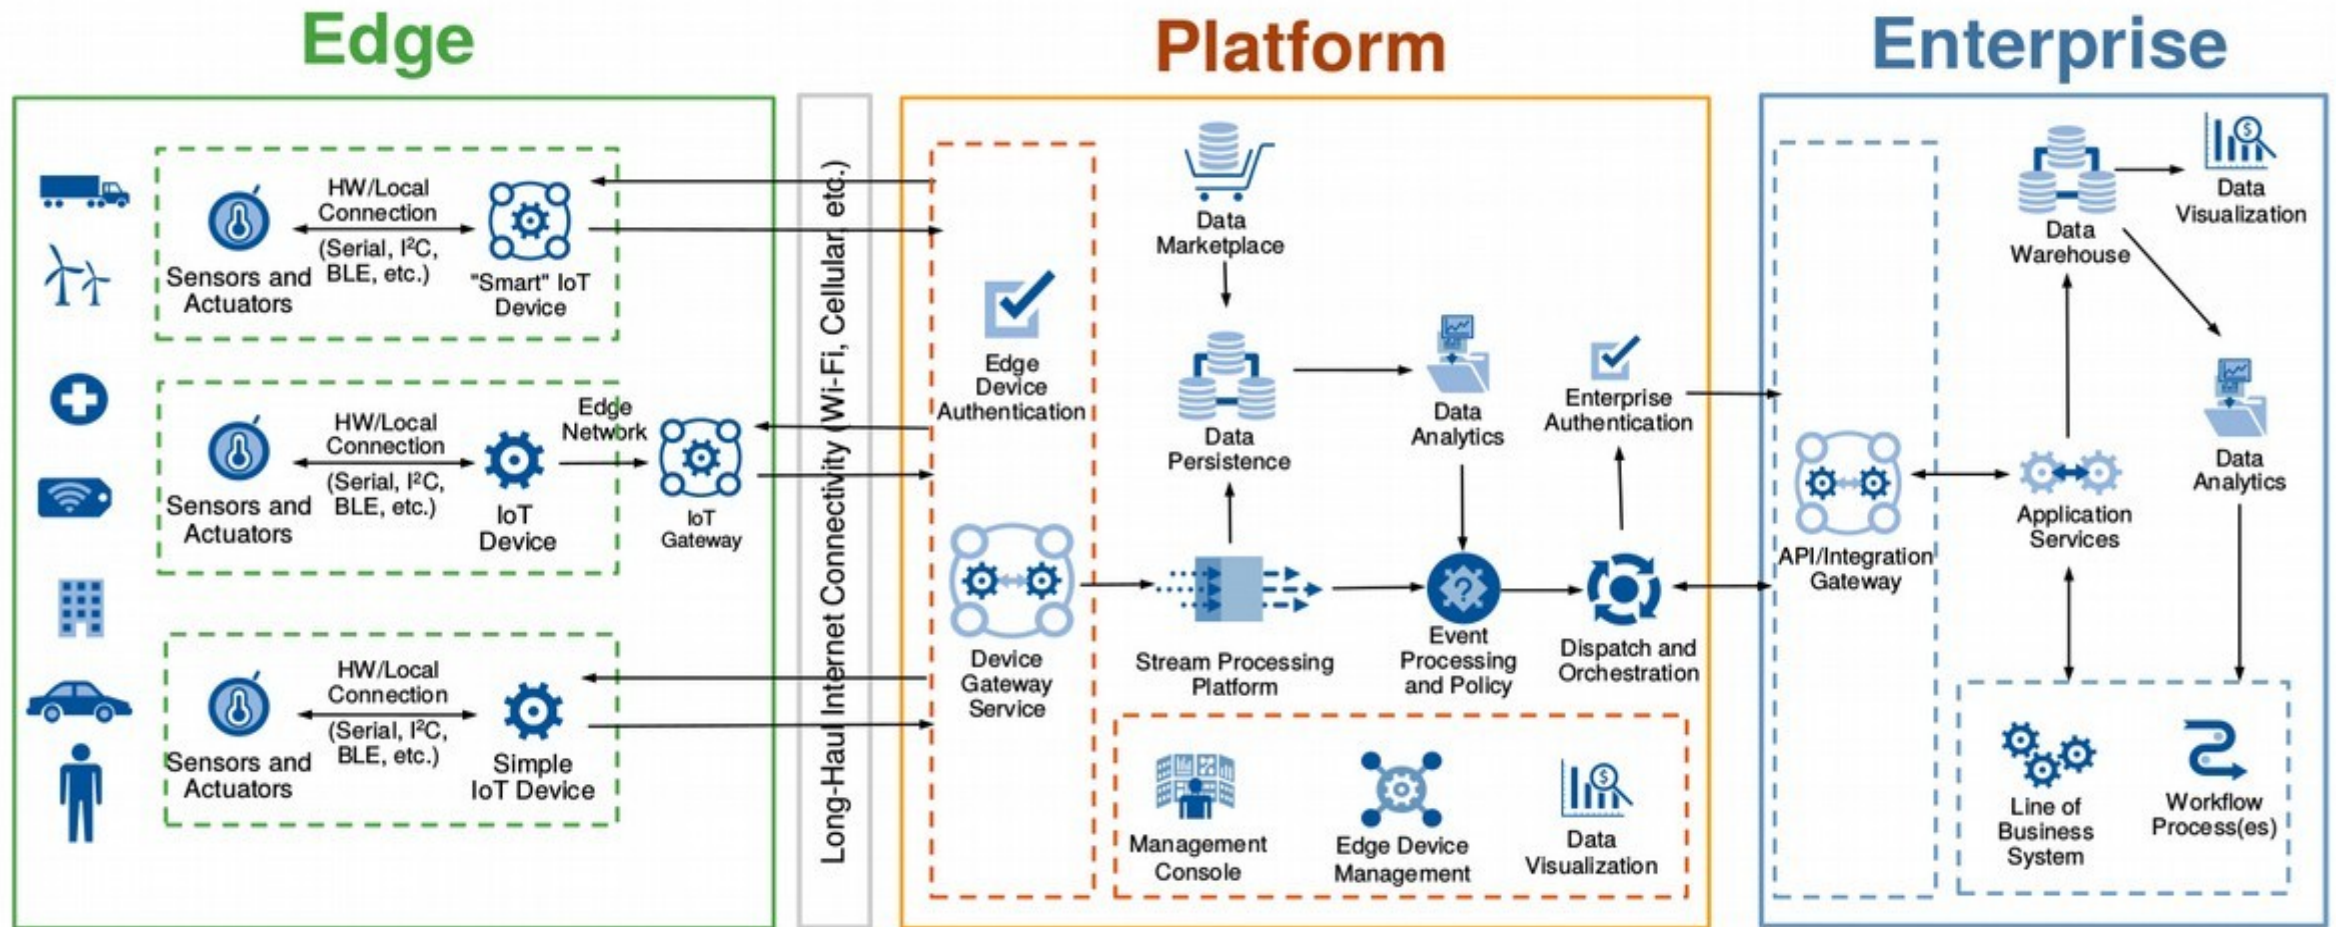 Edge
Platform
Enterprise
HW/Local
Connection
(Serial, I²C,
BLE, etc.)
Sensors and
Actuators
"Smart" IoT
Device
HW/Local
Connection
(Serial, I²C,
BLE, etc.)
Sensors and
Actuators
IoT
Device
Edge
Network
IoT
Gateway
HW/Local
Connection
(Serial, I²C,
BLE, etc.)
Sensors and
Actuators
Simple
IoT Device
Long-Haul Internet Connectivity (Wi-Fi, Cellular, etc.)
Edge
Device
Authentication
Device
Gateway
Service
Data
Marketplace
Data
Persistence
Data
Analytics
Enterprise
Authentication
Stream Processing
Platform
Event
Processing
and Policy
Dispatch and
Orchestration
Management
Console
Edge Device
Management
Data
Visualization
API/Integration
Gateway
Data
Warehouse
Data
Visualization
Data
Analytics
Application
Services
Line of
Business
System
Workflow
Process(es)